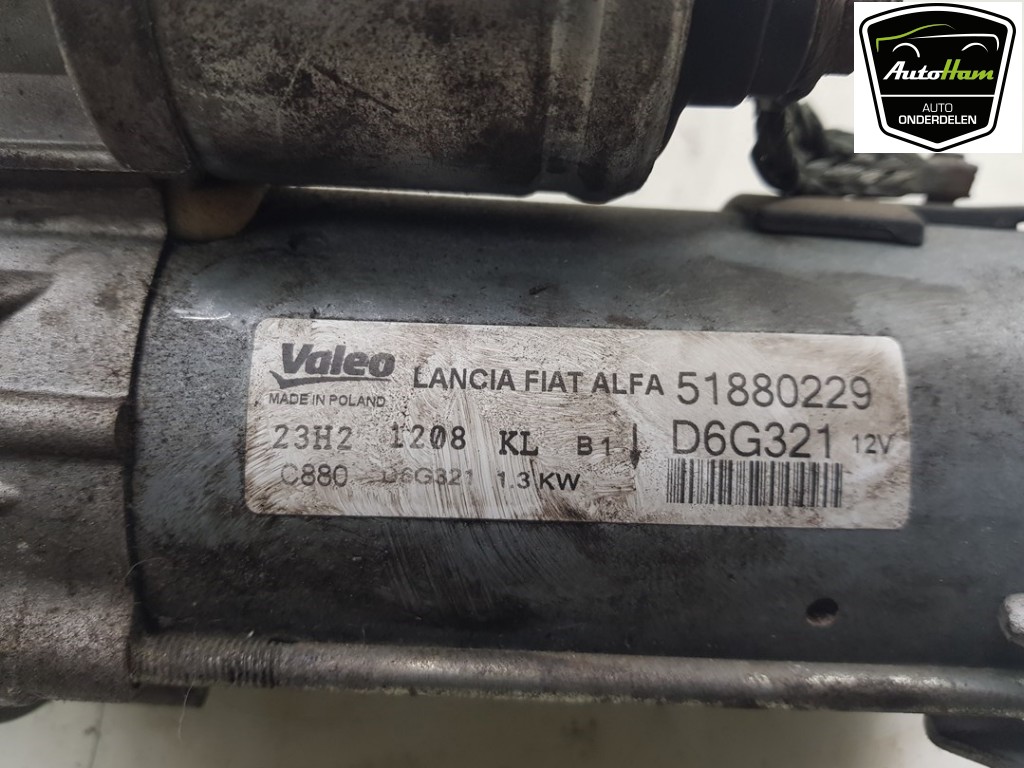 AutoHam
AUTO
ONDERDELEN
Valeo LANCIA FIAT ALFA 51880229
MADE IN POLAND
23H2 1208 KL B1 D6G321 12V
C880 D6G321 1.3 KW